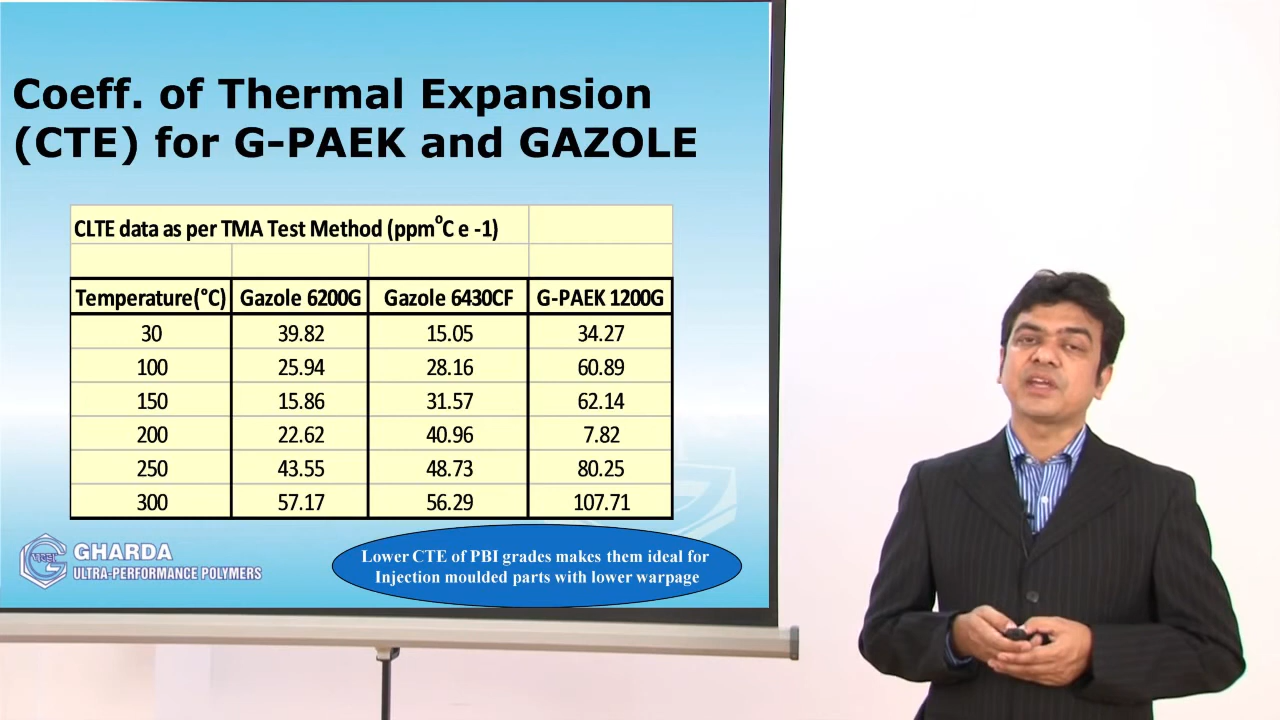 Coeff. of Thermal Expansion
(CTE) for G-PAEK and GAZOLE
CLTE data as per TMA Test Method (ppm°C e -1)
Temperature(°C) Gazole 6200G Gazole 6430CF G-PAEK 1200G
30 39.82 15.05 34.27
100 25.94 28.16 60.89
150 15.86 31.57 62.14
200 22.62 40.96 7.82
250 43.55 48.73 80.25
300 57.17 56.29 107.71
Lower CTE of PBI grades makes them ideal for
Injection moulded parts with lower warpage
GHARDA
ULTRA-PERFORMANCE POLYMERS